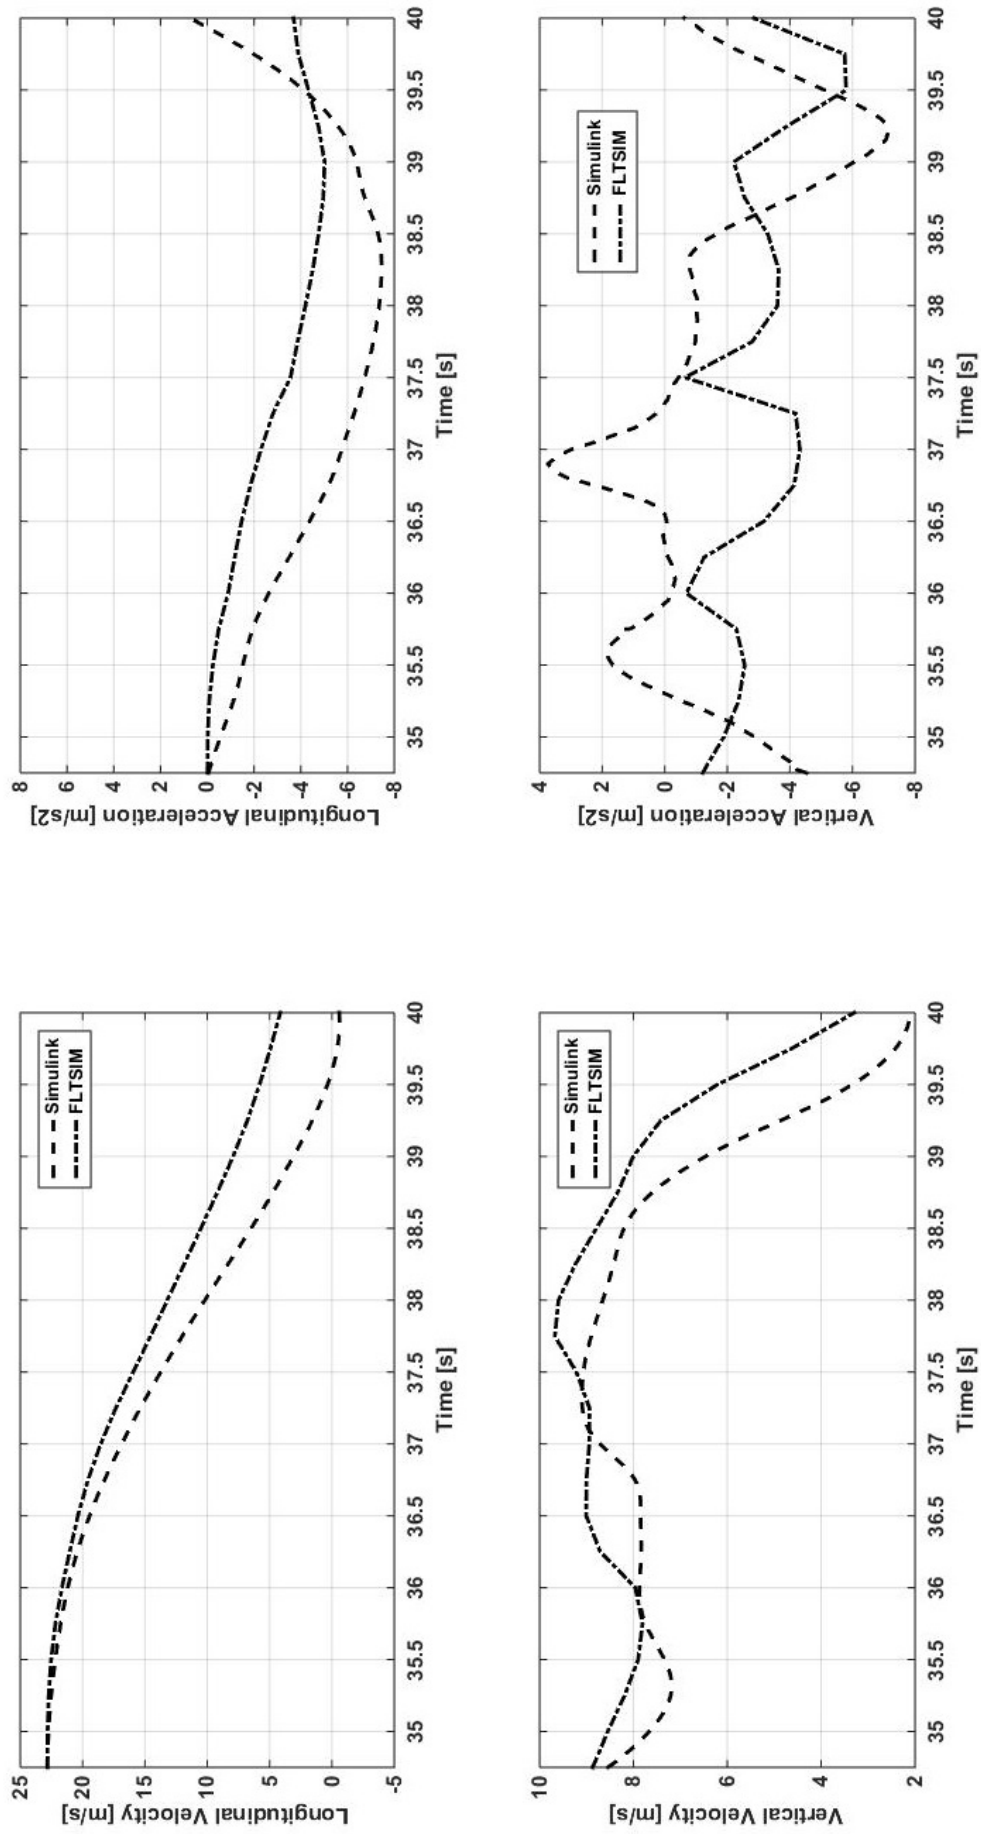 Longitudinal Velocity [m/s]
25
20
15
10
5
0
-5
Simulink
FLTSIM
35 35.5 36 36.5 37 37.5 38 38.5 39 39.5 40
Time [s]
Longitudinal Acceleration [m/s2]
8
6
4
2
0
-2
-4
-6
-8
35 35.5 36 36.5 37 37.5 38 38.5 39 39.5 40
Time [s]
Vertical Velocity [m/s]
10
8
6
4
2
Simulink
FLTSIM
35 35.5 36 36.5 37 37.5 38 38.5 39 39.5 40
Time [s]
Vertical Acceleration [m/s2]
4
2
0
-2
-4
-6
-8
Simulink
FLTSIM
35 35.5 36 36.5 37 37.5 38 38.5 39 39.5 40
Time [s]